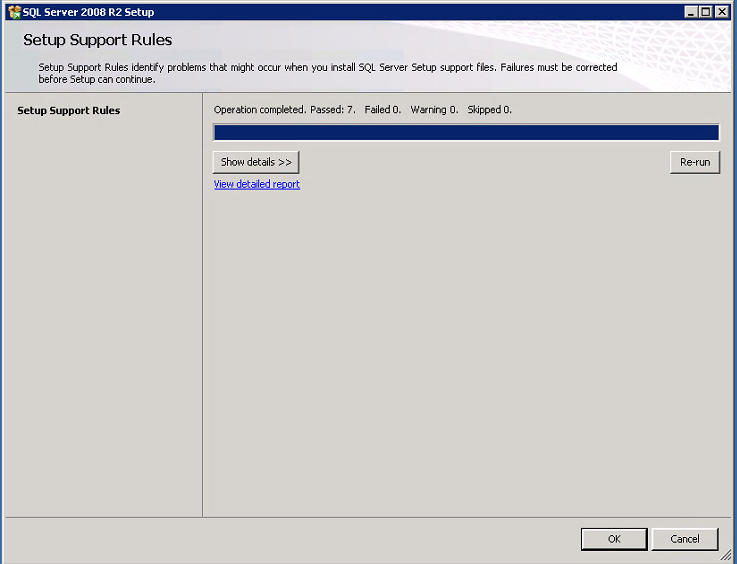 SQL Server 2008 R2 Setup
Setup Support Rules
Setup Support Rules identify problems that might occur when you install SQL Server Setup support files. Failures must be corrected
before Setup can continue.
Setup Support Rules
Operation completed. Passed: 7. Failed 0. Warning 0. Skipped 0.
Show details >>
Re-run
View detailed report
OK
Cancel